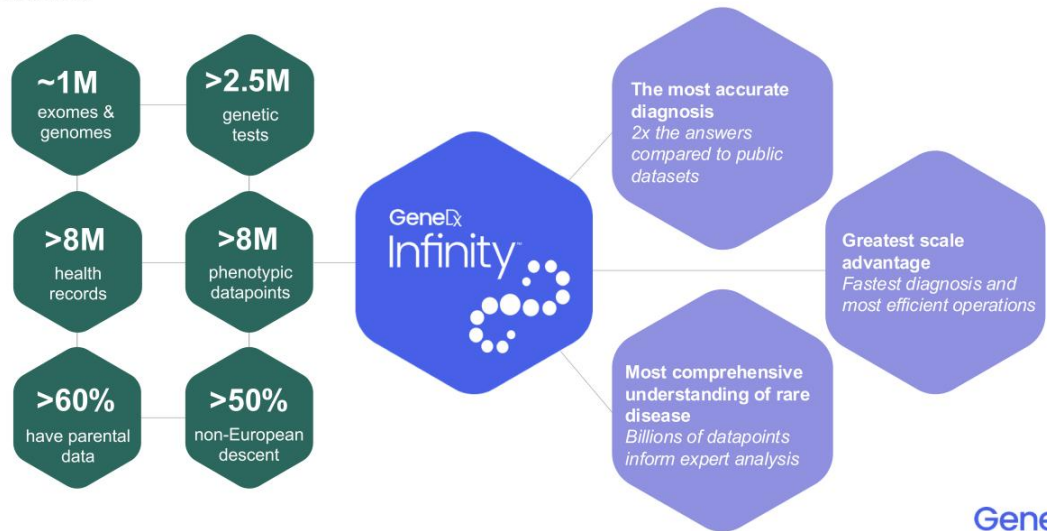 ~1M
exomes &
genomes
>2.5M
genetic
tests
>8M
health
records
>8M
phenotypic
datapoints
>60%
have parental
data
>50%
non-European
descent
GeneDx
Infinity™
The most accurate
diagnosis
2x the answers
compared to public
datasets
Greatest scale
advantage
Fastest diagnosis and
most efficient operations
Most comprehensive
understanding of rare
disease
Billions of datapoints
inform expert analysis
Gene